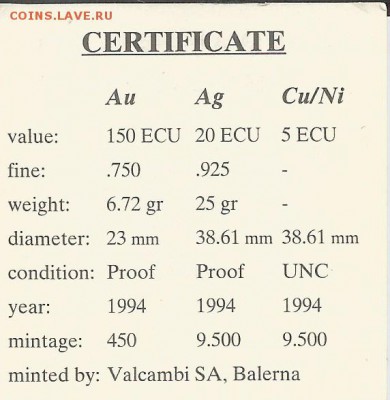 COINS.ЛАВЕ.RU
CERTIFICATE
Au Ag Cu/Ni
value: 150 ECU 20 ECU 5 ECU
fine: .750 .925 -
weight: 6.72 gr 25 gr -
diameter: 23 mm 38.61 mm 38.61 mm
condition: Proof Proof UNC
year: 1994 1994 1994
mintage: 450 9.500 9.500
minted by: Valcambi SA, Balerna